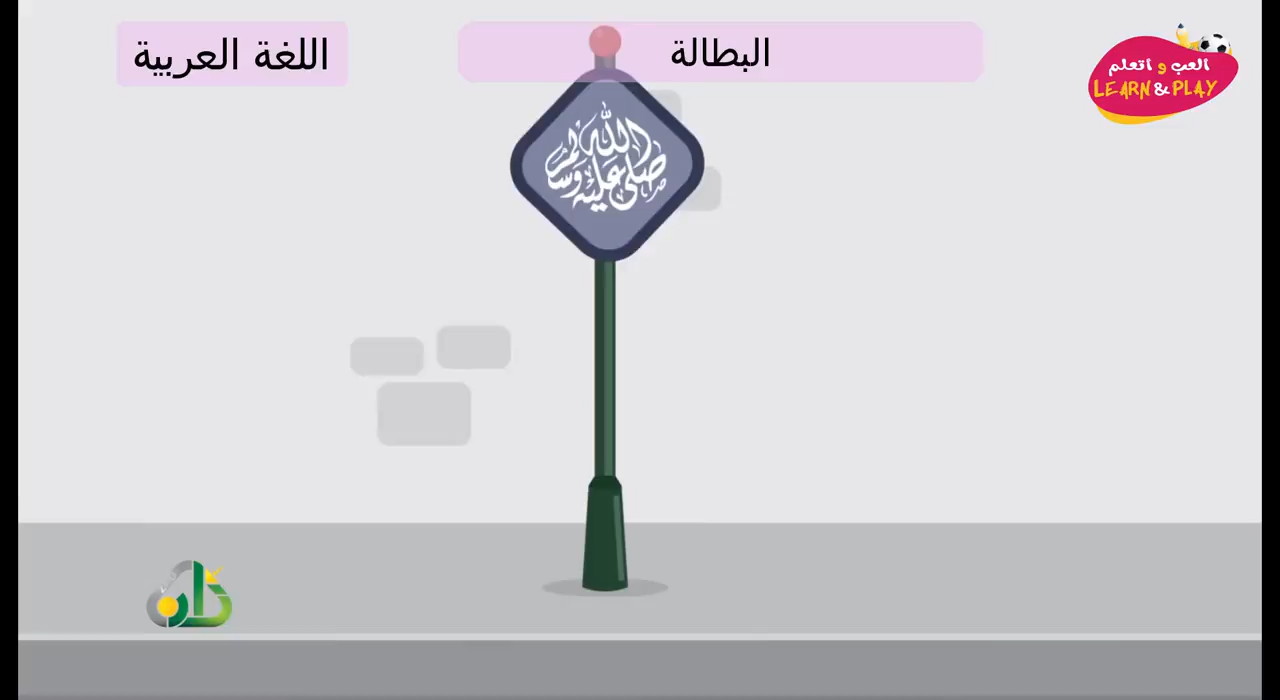 البطالة
اللغة العربية
العب و اتعلم
LEARN & PLAY
صلى الله عليه وسلم